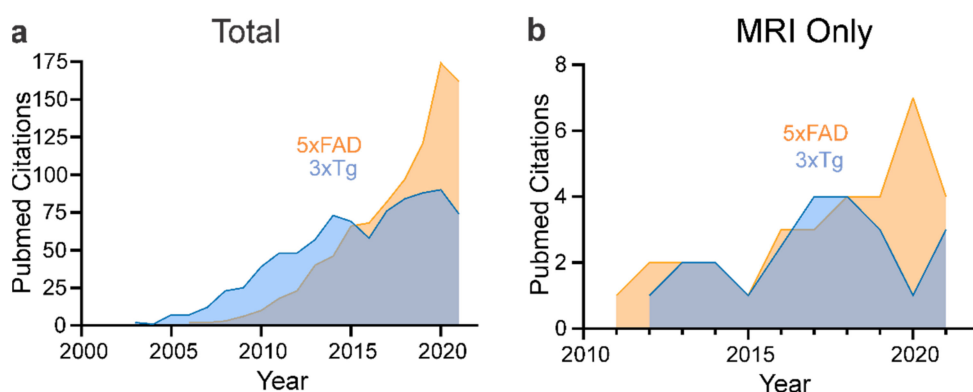 a
Total
Pubmed Citations
175
150
125
100
75
50
25
0
5xFAD
3xTg
2000
2005
2010
2015
2020
Year
b
MRI Only
Pubmed Citations
8
6
4
2
0
5xFAD
3xTg
2010
2015
2020
Year